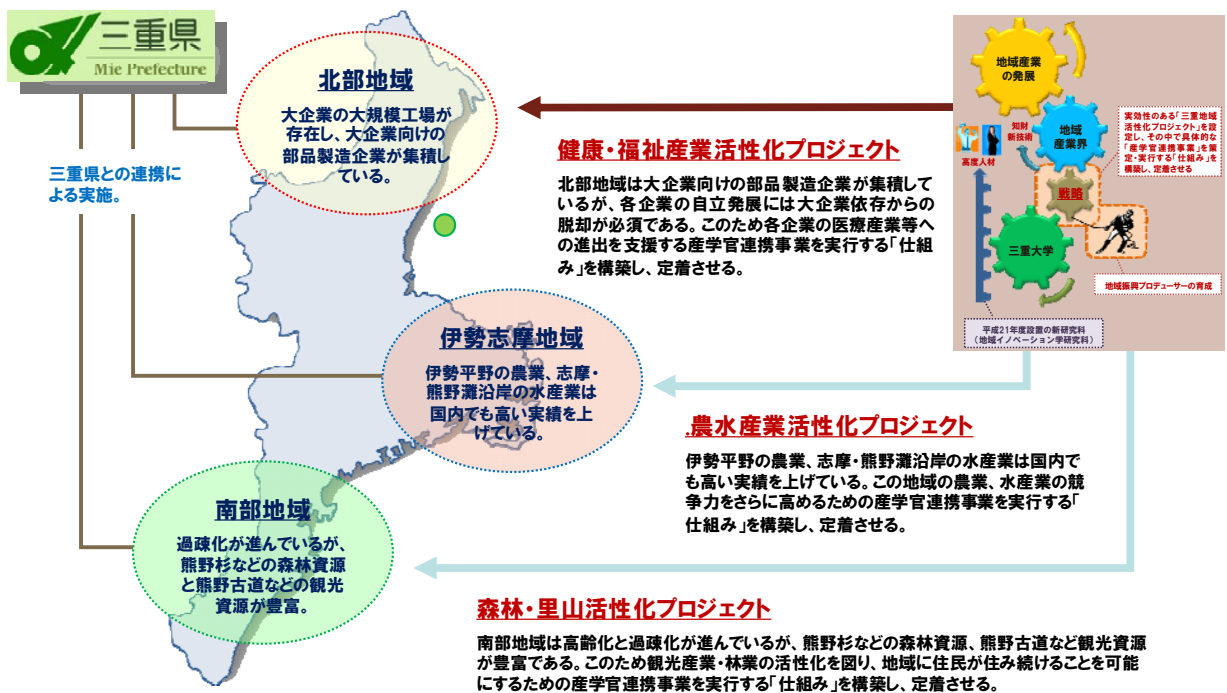 三重県
Mie Prefecture
三重県との連携に
よる実施。
北部地域
大企業の大規模工場が
存在し、大企業向けの
部品製造企業が集積し
ている。
伊勢志摩地域
伊勢平野の農業、志摩・
熊野灘沿岸の水産業は
国内でも高い実績を上
げている。
南部地域
過疎化が進んでいるが、
熊野杉などの森林資源
と熊野古道などの観光
資源が豊富。
健康・福祉産業活性化プロジェクト
北部地域は大企業向けの部品製造企業が集積して
いるが、各企業の自立発展には大企業依存からの
脱却が必須である。このため各企業の医療産業等へ
の進出を支援する産学官連携事業を実行する「仕組
み」を構築し、定着させる。
.農水産業活性化プロジェクト
伊勢平野の農業、志摩・熊野灘沿岸の水産業は国内で
も高い実績を上げている。この地域の農業、水産業の競
争力をさらに高めるための産学官連携事業を実行する「
仕組み」を構築し、定着させる。
森林・里山活性化プロジェクト
南部地域は高齢化と過疎化が進んでいるが、熊野杉などの森林資源、熊野古道など観光資源
が豊富である。このため観光産業・林業の活性化を図り、地域に住民が住み続けることを可能
にするための産学官連携事業を実行する「仕組み」を構築し、定着させる。
地域産業
の発展
知財
新技術
高度人材
地域
産業界
実効性のある「三重地域
活性化プロジェクト」を設
定し、その中で具体的な
「産学官連携事業」を策
定・実行する「仕組み」を
構築し、定着させる
戦略
三重大学
地域振興プロデューサーの育成
平成21年度設置の新研究科
（地域イノベーション学研究科）